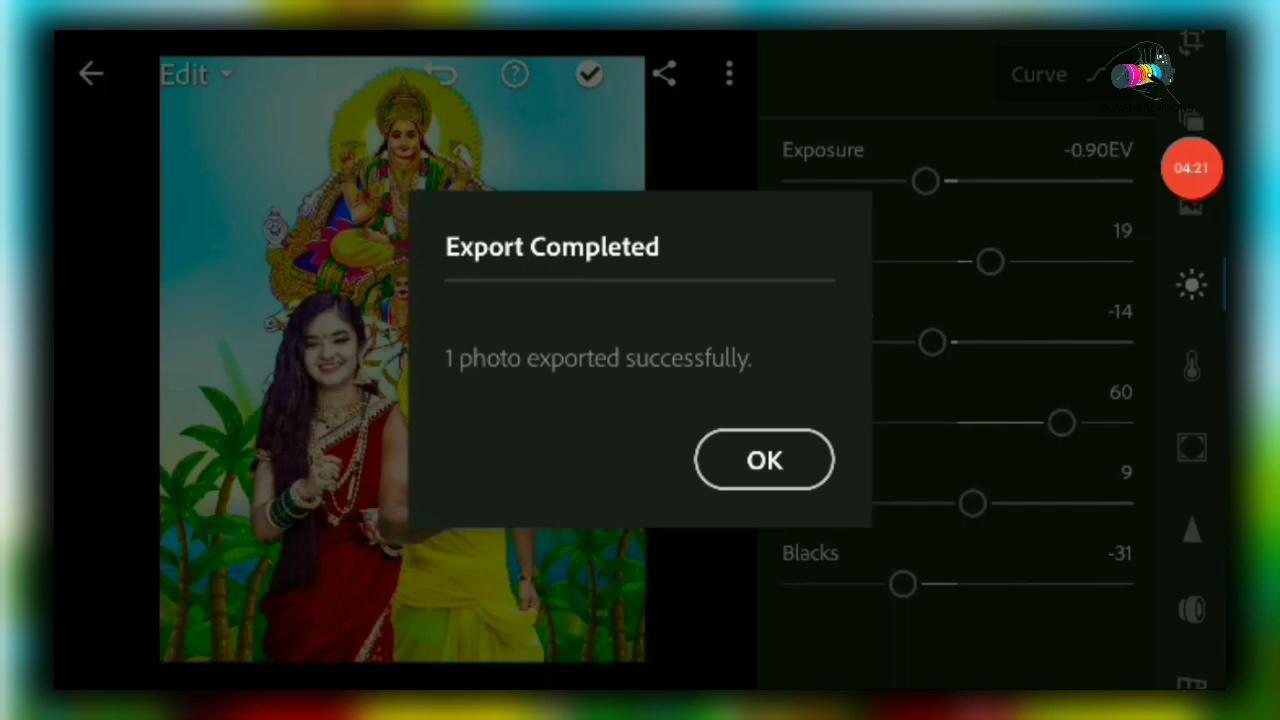 Edit
?
Curve
04:21
Exposure
-0.90EV
19
Export Completed
-14
1 photo exported successfully.
60
OK
9
Blacks
-31